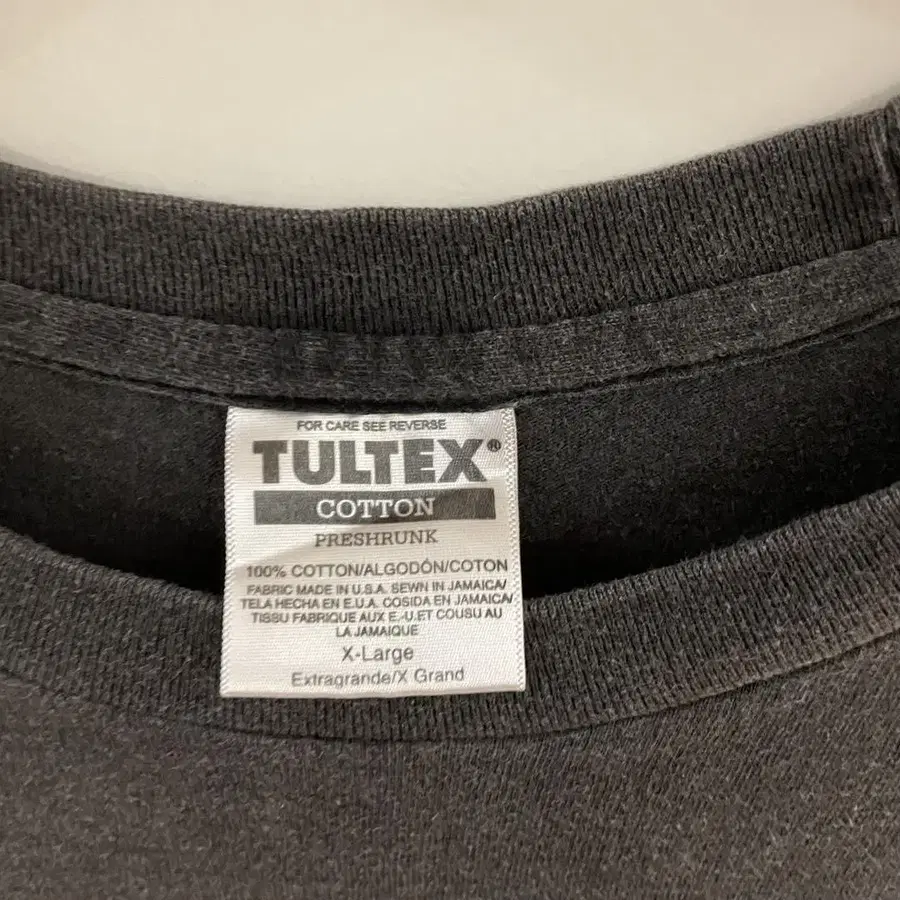 FOR CARE SEE REVERSE
TULTEX®
COTTON
PRESHRUNK
100% COTTON/ALGODÓN/COTON
FABRIC MADE IN U.S.A. SEWN IN JAMAICA/
TELA HECHA EN E.U.A. COSIDA EN JAMAICA/
TISSU FABRIQUE AUX E.-U.ET COUSU AU
LA JAMAIQUE
X-Large
Extragrande/X Grand